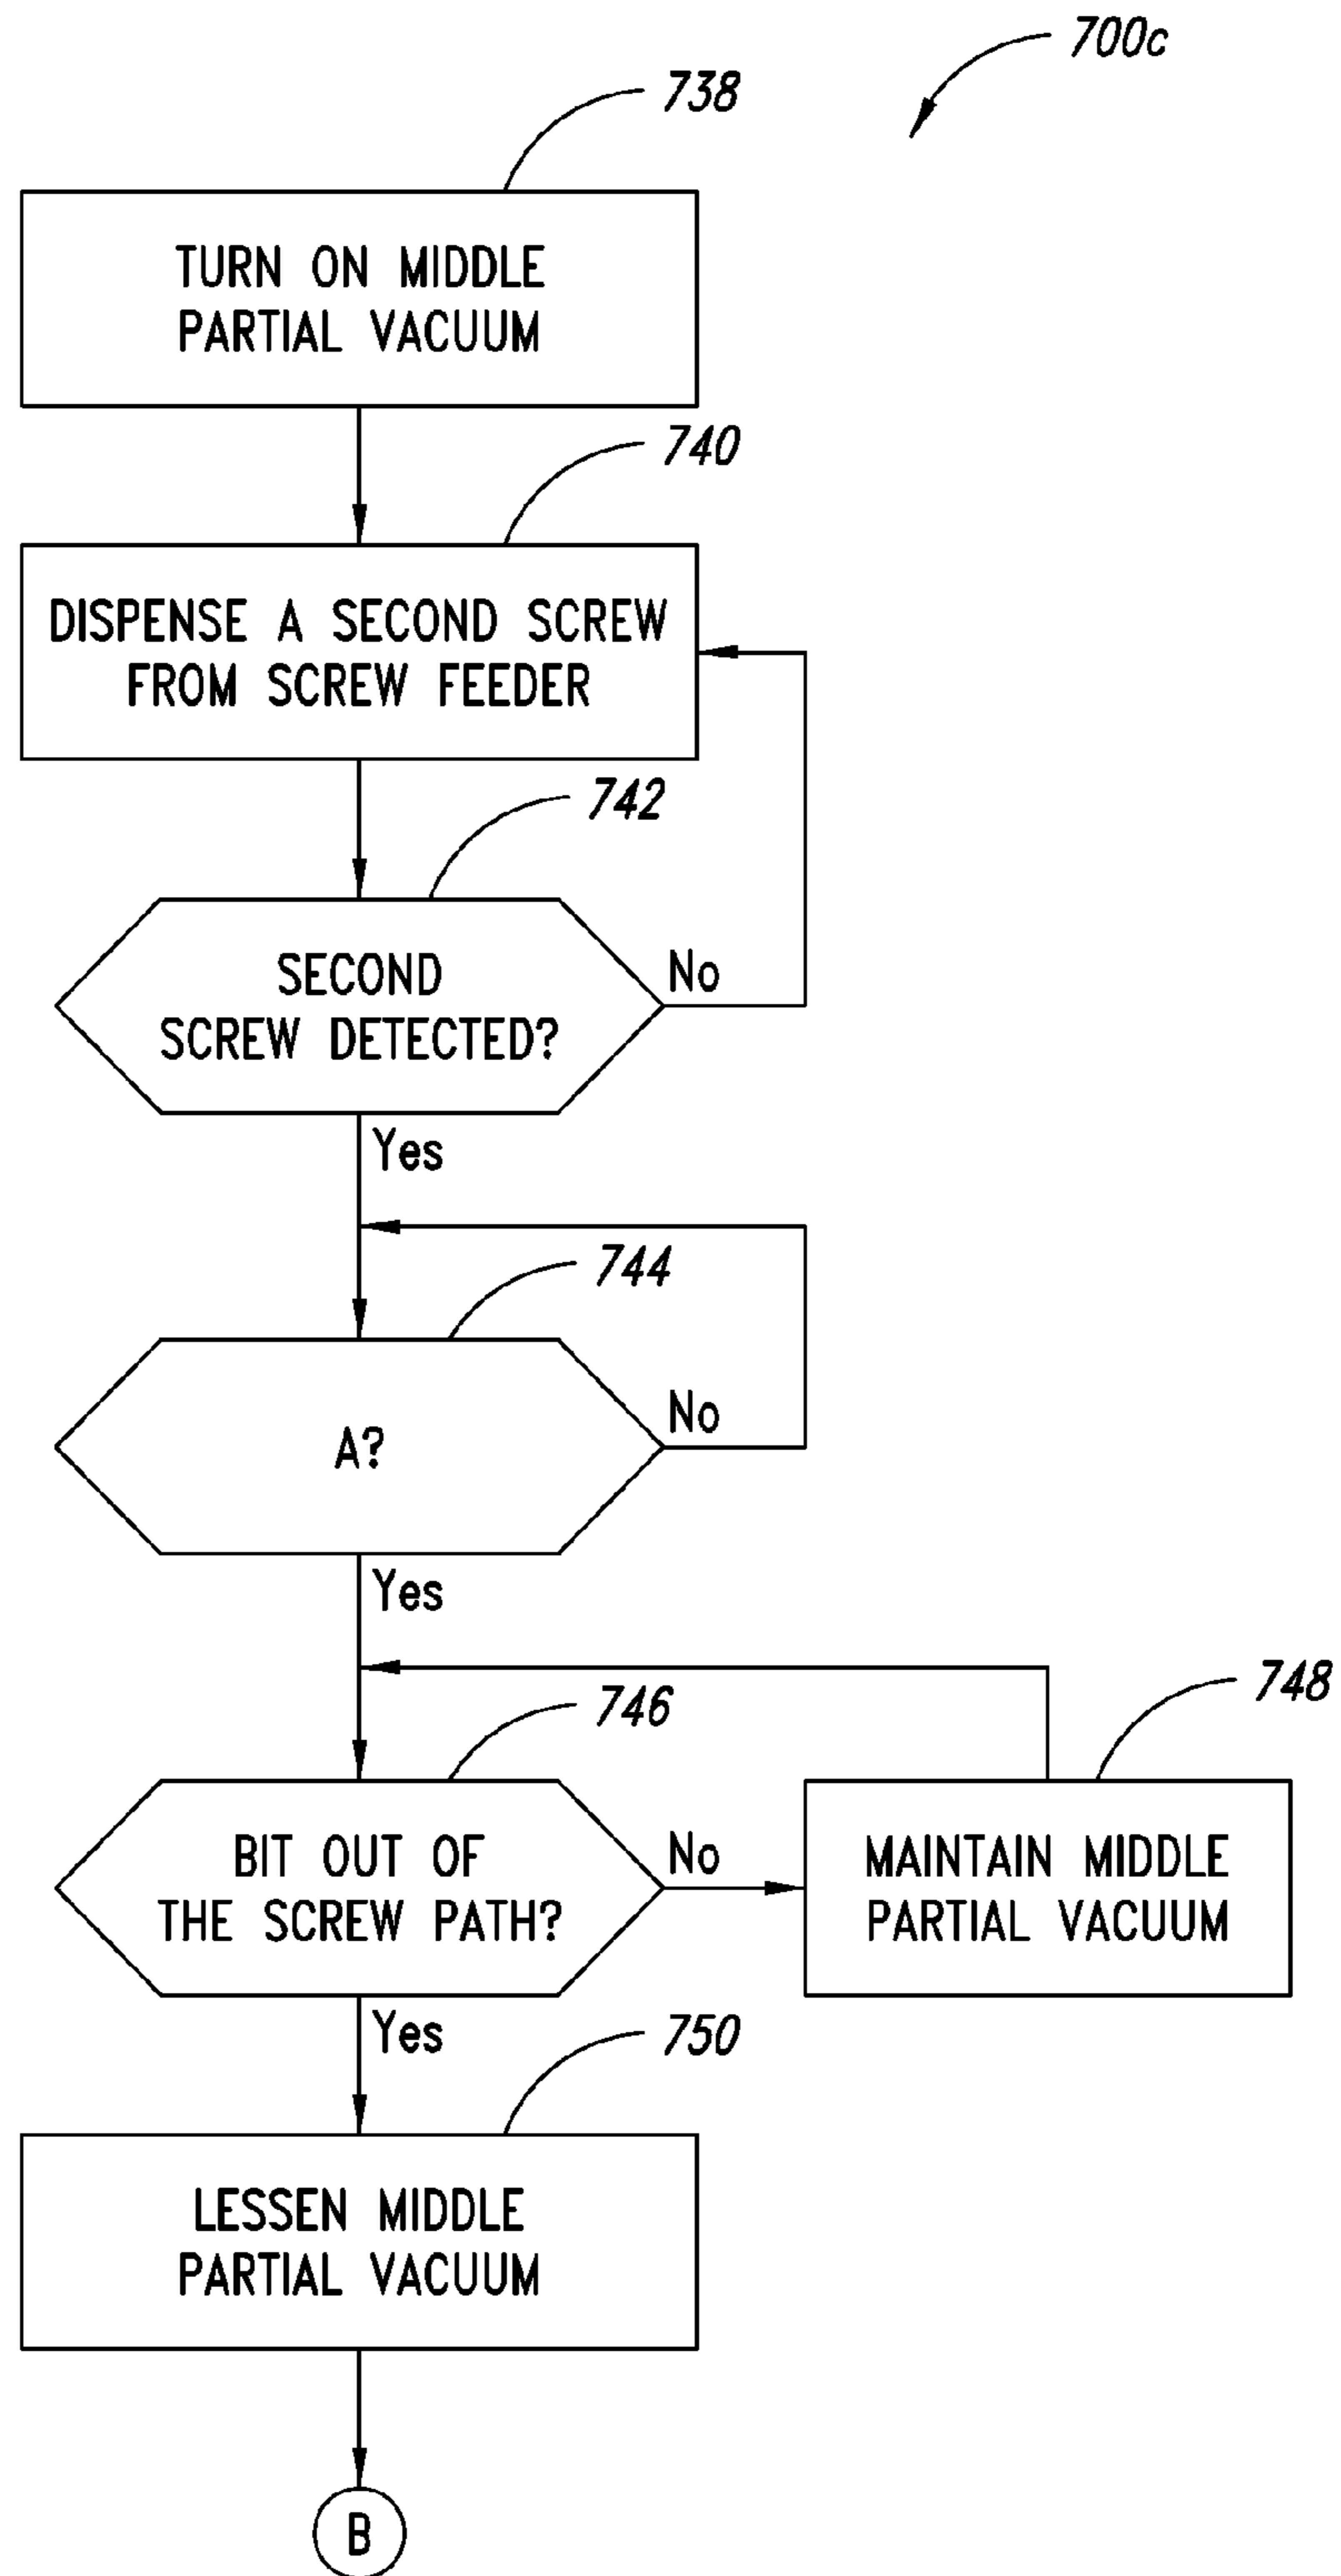 700c
738
TURN ON MIDDLE
PARTIAL VACUUM
740
DISPENSE A SECOND SCREW
FROM SCREW FEEDER
742
SECOND
SCREW DETECTED?
No
Yes
744
A?
No
Yes
746
BIT OUT OF
THE SCREW PATH?
No
748
MAINTAIN MIDDLE
PARTIAL VACUUM
Yes
750
LESSEN MIDDLE
PARTIAL VACUUM
B